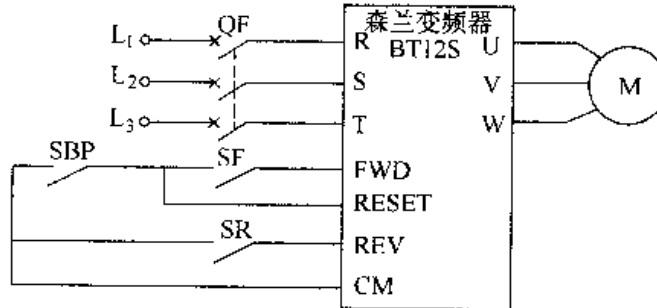 QF
森兰变频器
BT12S
L1
R
U
L2
S
V
M
L3
T
W
SBP
SF
FWD
RESET
SR
REV
CM